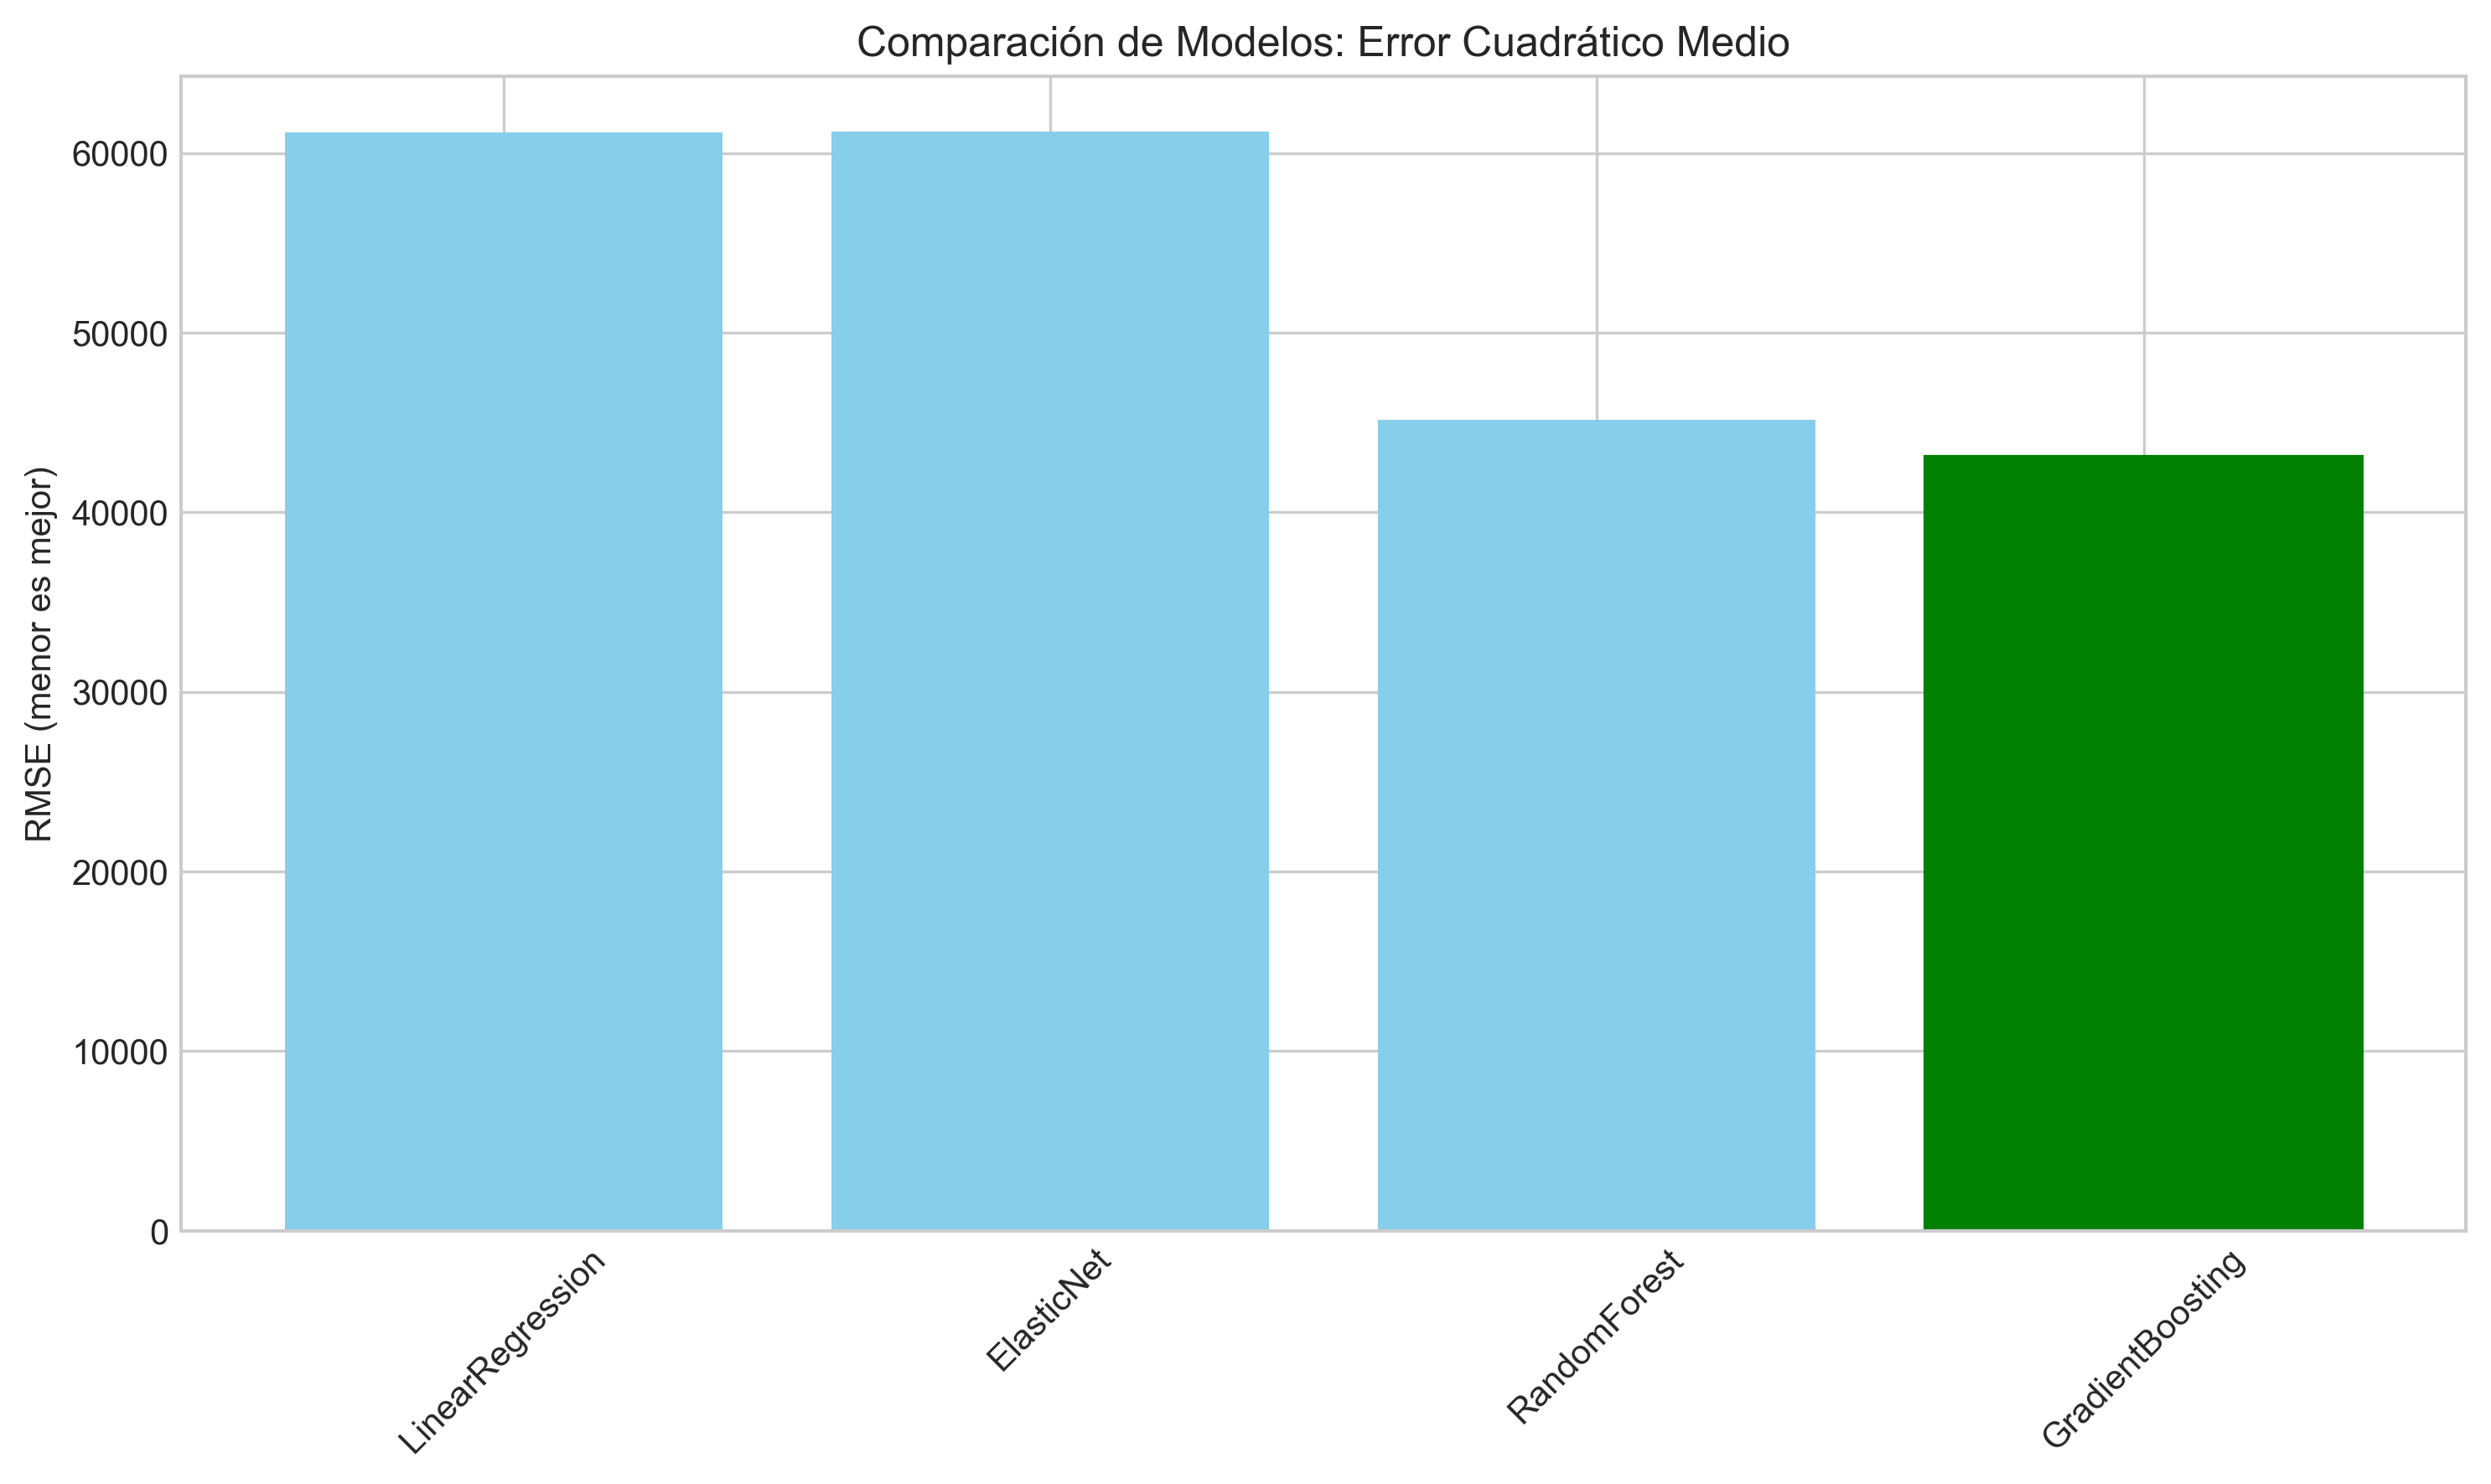 Comparación de Modelos: Error Cuadrático Medio
RMSE (menor es mejor)
60000
50000
40000
30000
20000
10000
0
LinearRegression
ElasticNet
RandomForest
GradientBoosting